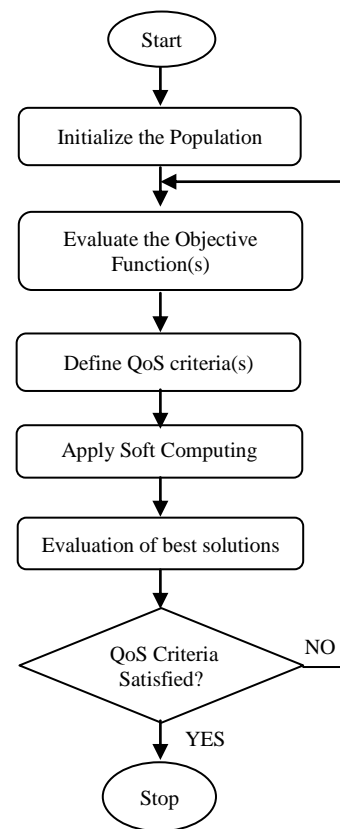 Start
Initialize the Population
Evaluate the Objective
Function(s)
Define QoS criteria(s)
Apply Soft Computing
Evaluation of best solutions
QoS Criteria
Satisfied?
NO
YES
Stop